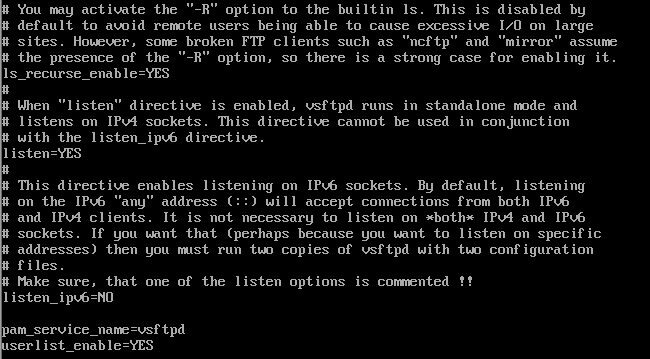 # You may activate the "-R" option to the builtin ls. This is disabled by
# default to avoid remote users being able to cause excessive I/O on large
# sites. However, some broken FTP clients such as "ncftp" and "mirror" assume
# the presence of the "-R" option, so there is a strong case for enabling it.
ls_recurse_enable=YES
#
# When "listen" directive is enabled, vsftpd runs in standalone mode and
# listens on IPv4 sockets. This directive cannot be used in conjunction
# with the listen_ipv6 directive.
listen=YES
#
# This directive enables listening on IPv6 sockets. By default, listening
# on the IPv6 "any" address (::) will accept connections from both IPv6
# and IPv4 clients. It is not necessary to listen on *both* IPv4 and IPv6
# sockets. If you want that (perhaps because you want to listen on specific
# addresses) then you must run two copies of vsftpd with two configuration
# files.
# Make sure, that one of the listen options is commented !!
listen_ipv6=NO

pam_service_name=vsftpd
userlist_enable=YES